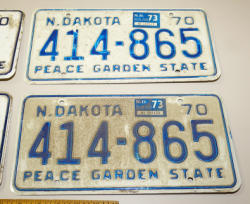 N.DAKOTA 73 70
414-865
PEACE GARDEN STATE
N.DAKOTA 73 70
414-865
PEACE GARDEN STATE